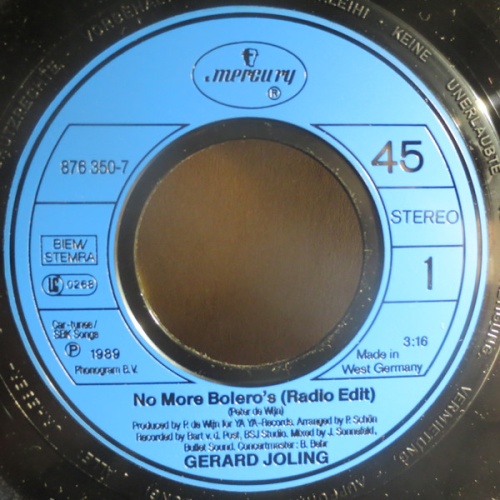 mercury
®
876 350-7
45
BIEM/
STEMRA
STEREO
LC 0268
1
Car-tunes/
SBK Songs
℗ 1989
Phonogram B.V.
3:16
Made in
West Germany
No More Bolero's (Radio Edit)
(Peter de Wijn)
Produced by P. de Wijn for YA YA-Records. Arranged by P. Schön
Recorded by Bart v. d. Post, BSJ Studio. Mixed by J. Sonnefeld,
Bullet Sound. Concertmaster: B. Behr
GERARD JOLING
KEINE
UNERLAUBTE
VERMIETUNG